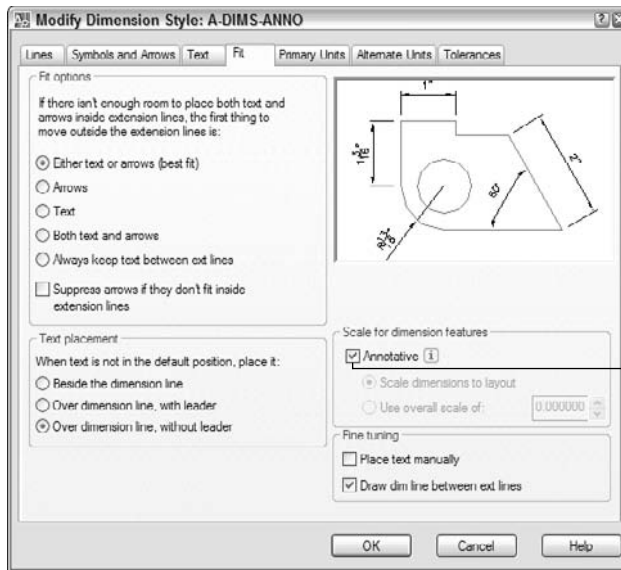 Modify Dimension Style: A-DIMS-ANNO
Lines
Symbols and Arrows
Text
Fit
Primary Units
Alternate Units
Tolerances
Fit options
If there isn't enough room to place both text and
arrows inside extension lines, the first thing to
move outside the extension lines is:
Either text or arrows (best fit)
Arrows
Text
Both text and arrows
Always keep text between ext lines
Suppress arrows if they don't fit inside
extension lines
Text placement
When text is not in the default position, place it:
Beside the dimension line
Over dimension line, with leader
Over dimension line, without leader
1"
2"
60°
Scale for dimension features
Annotative
Scale dimensions to layout
Use overall scale of:
0.000000
Fine tuning
Place text manually
Draw dim line between ext lines
OK
Cancel
Help